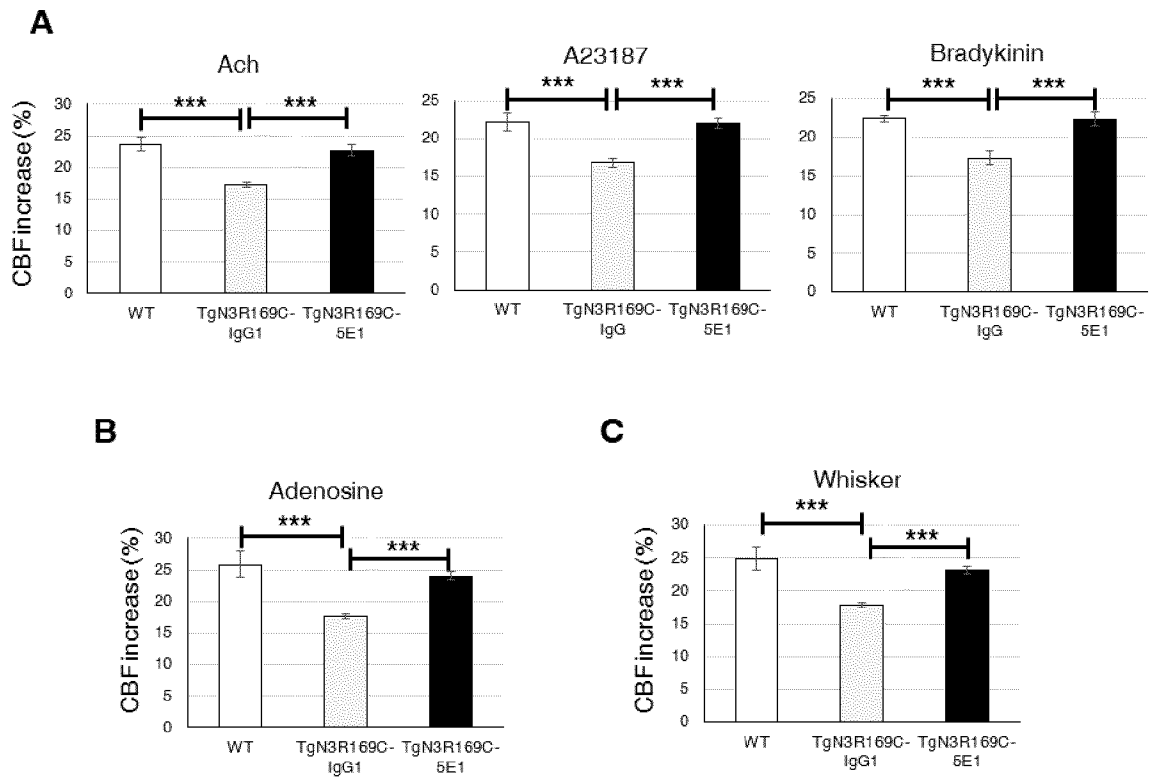 A
Ach
A23187
Bradykinin
*** ***
*** ***
*** ***
CBF increase (%)
30
25
20
15
10
5
0
25
20
15
10
5
0
25
20
15
10
5
0
WT
TgN3R169C-
IgG1
TgN3R169C-
5E1
WT
TgN3R169C-
IgG
TgN3R169C-
5E1
WT
TgN3R169C-
IgG
TgN3R169C-
5E1
B
Adenosine
***
***
CBF increase (%)
30
25
20
15
10
5
0
WT
TgN3R169C-
IgG1
TgN3R169C-
5E1
C
Whisker
***
***
CBF increase (%)
30
25
20
15
10
5
0
WT
TgN3R169C-
IgG1
TgN3R169C-
5E1